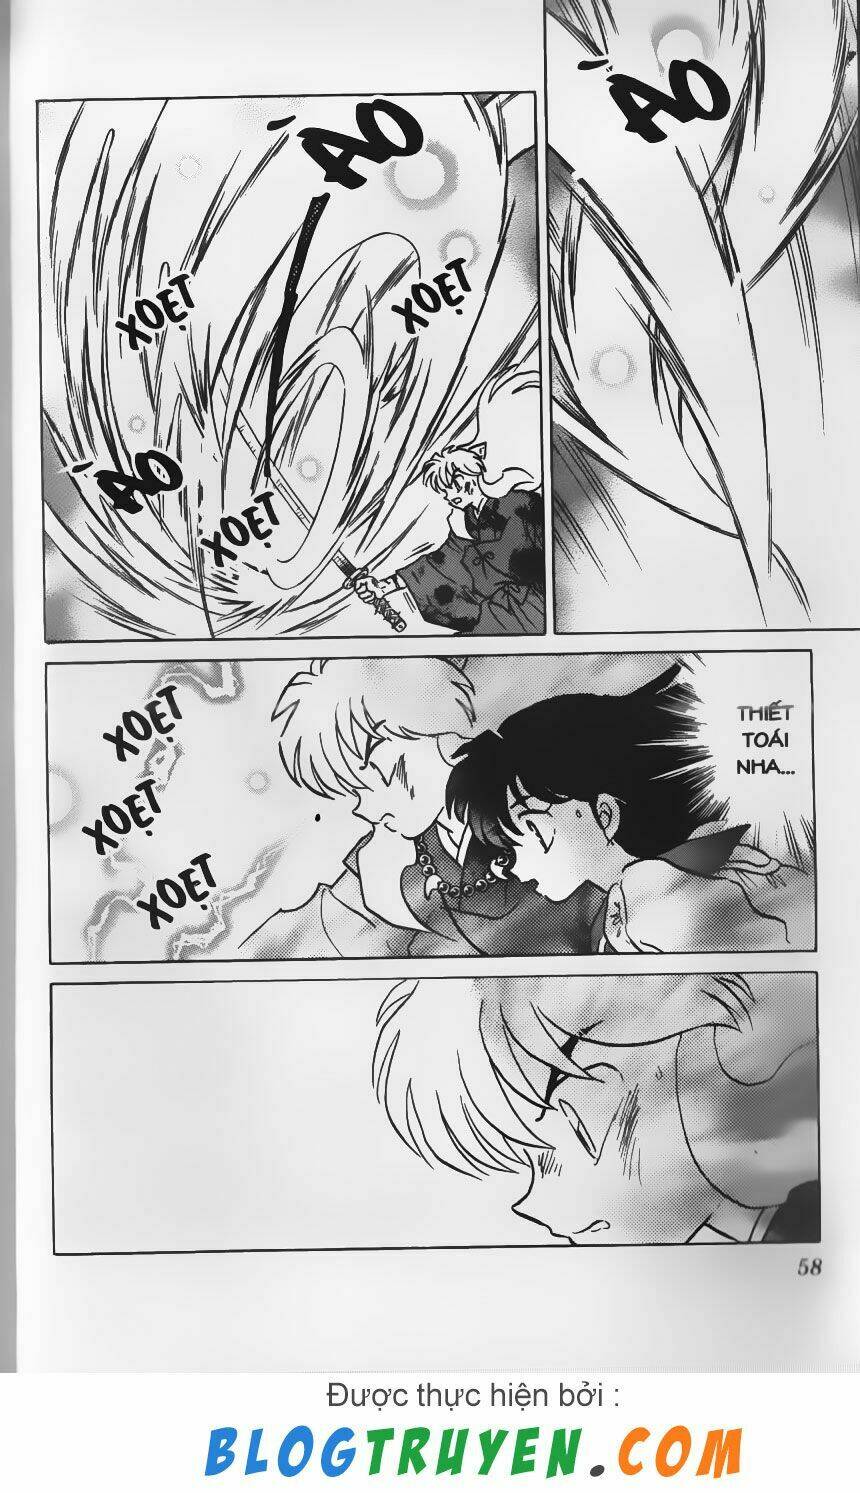 ÀO
ÀO
XOẸT
XOẸT
ÀO
XOẸT
THIẾT
TOÁI
NHA...
XOẸT
XOẸT
XOẸT
58
Được thực hiện bởi :
BLOGTRUYEN.COM